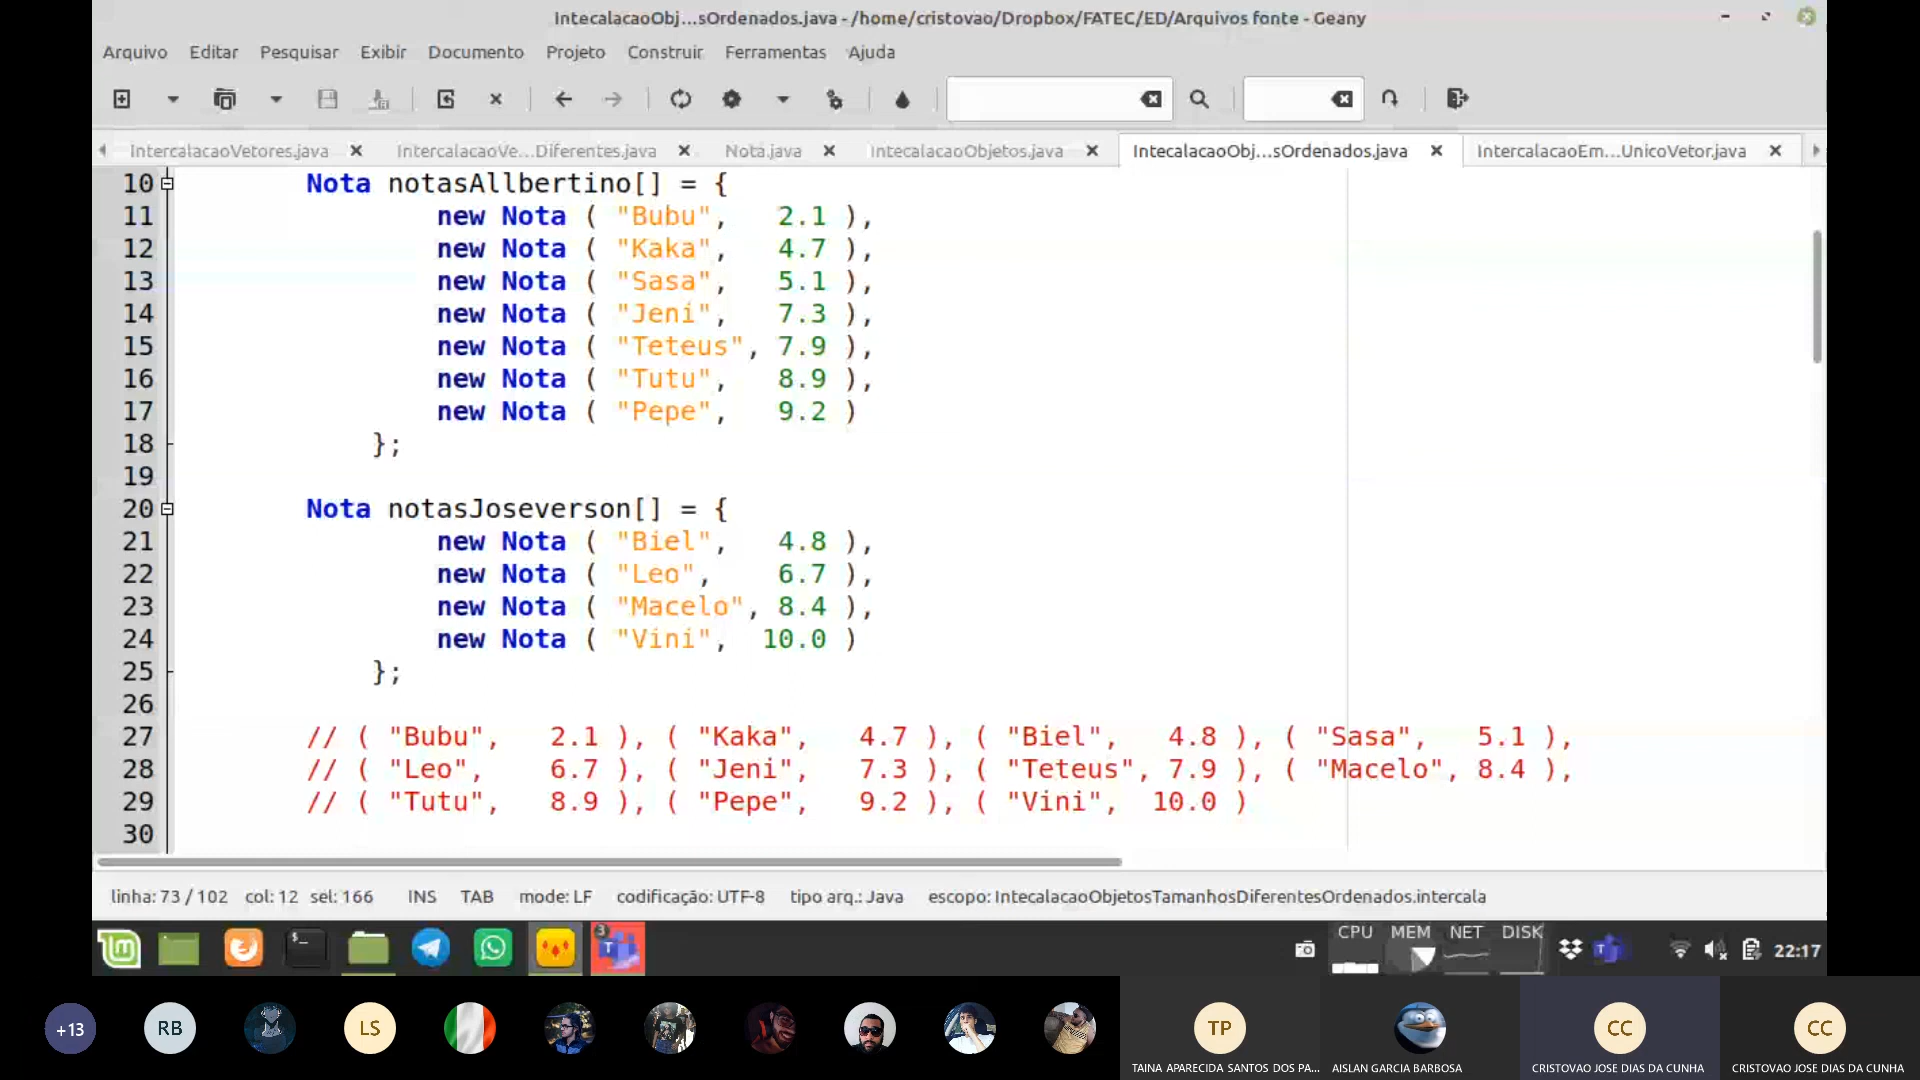 IntecalacaoObj...sOrdenados.java - /home/cristovao/Dropbox/FATEC/ED/Arquivos fonte - Geany
Arquivo Editar Pesquisar Exibir Documento Projeto Construir Ferramentas Ajuda
IntercalacaoVetores.java IntercalacaoVe...Diferentes.java Nota.java IntecalacaoObjetos.java IntecalacaoObj...sOrdenados.java IntercalacaoEm...UnicoVetor.java
10 Nota notasAllbertino[] = {
11 new Nota ( "Bubu", 2.1 ),
12 new Nota ( "Kaka", 4.7 ),
13 new Nota ( "Sasa", 5.1 ),
14 new Nota ( "Jeni", 7.3 ),
15 new Nota ( "Teteus", 7.9 ),
16 new Nota ( "Tutu", 8.9 ),
17 new Nota ( "Pepe", 9.2 )
18 };
19
20 Nota notasJoseverson[] = {
21 new Nota ( "Biel", 4.8 ),
22 new Nota ( "Leo", 6.7 ),
23 new Nota ( "Macelo", 8.4 ),
24 new Nota ( "Vini", 10.0 )
25 };
26
27 // ( "Bubu", 2.1 ), ( "Kaka", 4.7 ), ( "Biel", 4.8 ), ( "Sasa", 5.1 ),
28 // ( "Leo", 6.7 ), ( "Jeni", 7.3 ), ( "Teteus", 7.9 ), ( "Macelo", 8.4 ),
29 // ( "Tutu", 8.9 ), ( "Pepe", 9.2 ), ( "Vini", 10.0 )
30
linha: 73 / 102 col: 12 sel: 166 INS TAB mode: LF codificação: UTF-8 tipo arq.: Java escopo: IntecalacaoObjetosTamanhosDiferentesOrdenados.intercala
3 CPU MEM NET DISK 22:17
+13 RB LS TP CC CC
TAINA APARECIDA SANTOS DOS PA... AISLAN GARCIA BARBOSA CRISTOVAO JOSE DIAS DA CUNHA CRISTOVAO JOSE DIAS DA CUNHA